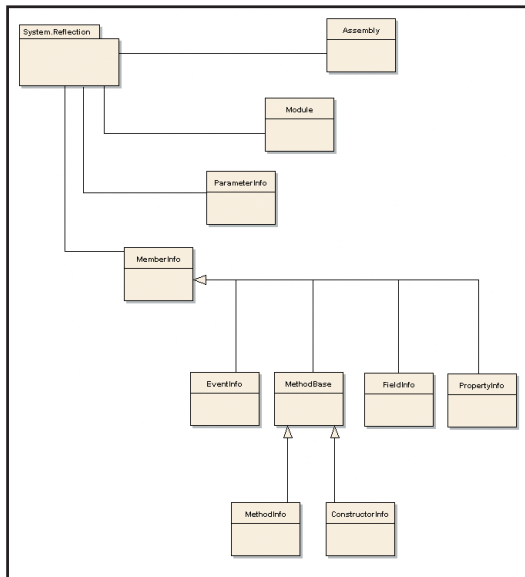 System.Reflection
Assembly
Module
ParameterInfo
MemberInfo
EventInfo
MethodBase
FieldInfo
PropertyInfo
MethodInfo
ConstructorInfo